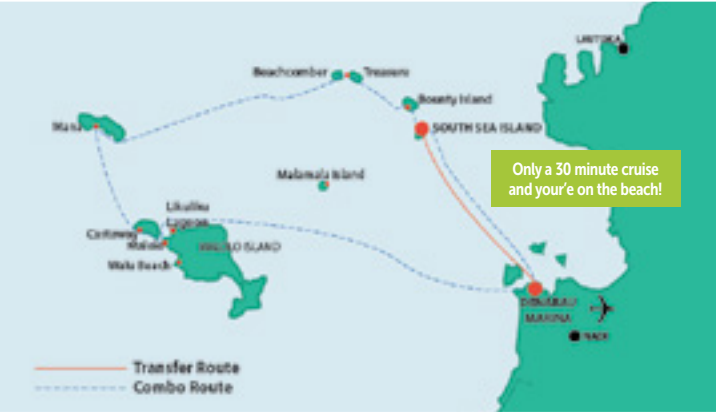 LAUTOKA
Beachcomber
Treasure
Bounty Island
Mana
SOUTH SEA ISLAND
Only a 30 minute cruise
and your'e on the beach!
Malamala Island
Likuliku
Lagoon
Castaway
Malolo
MALOLO ISLAND
Walu Beach
DENARAU
MARINA
NADI
Transfer Route
Combo Route